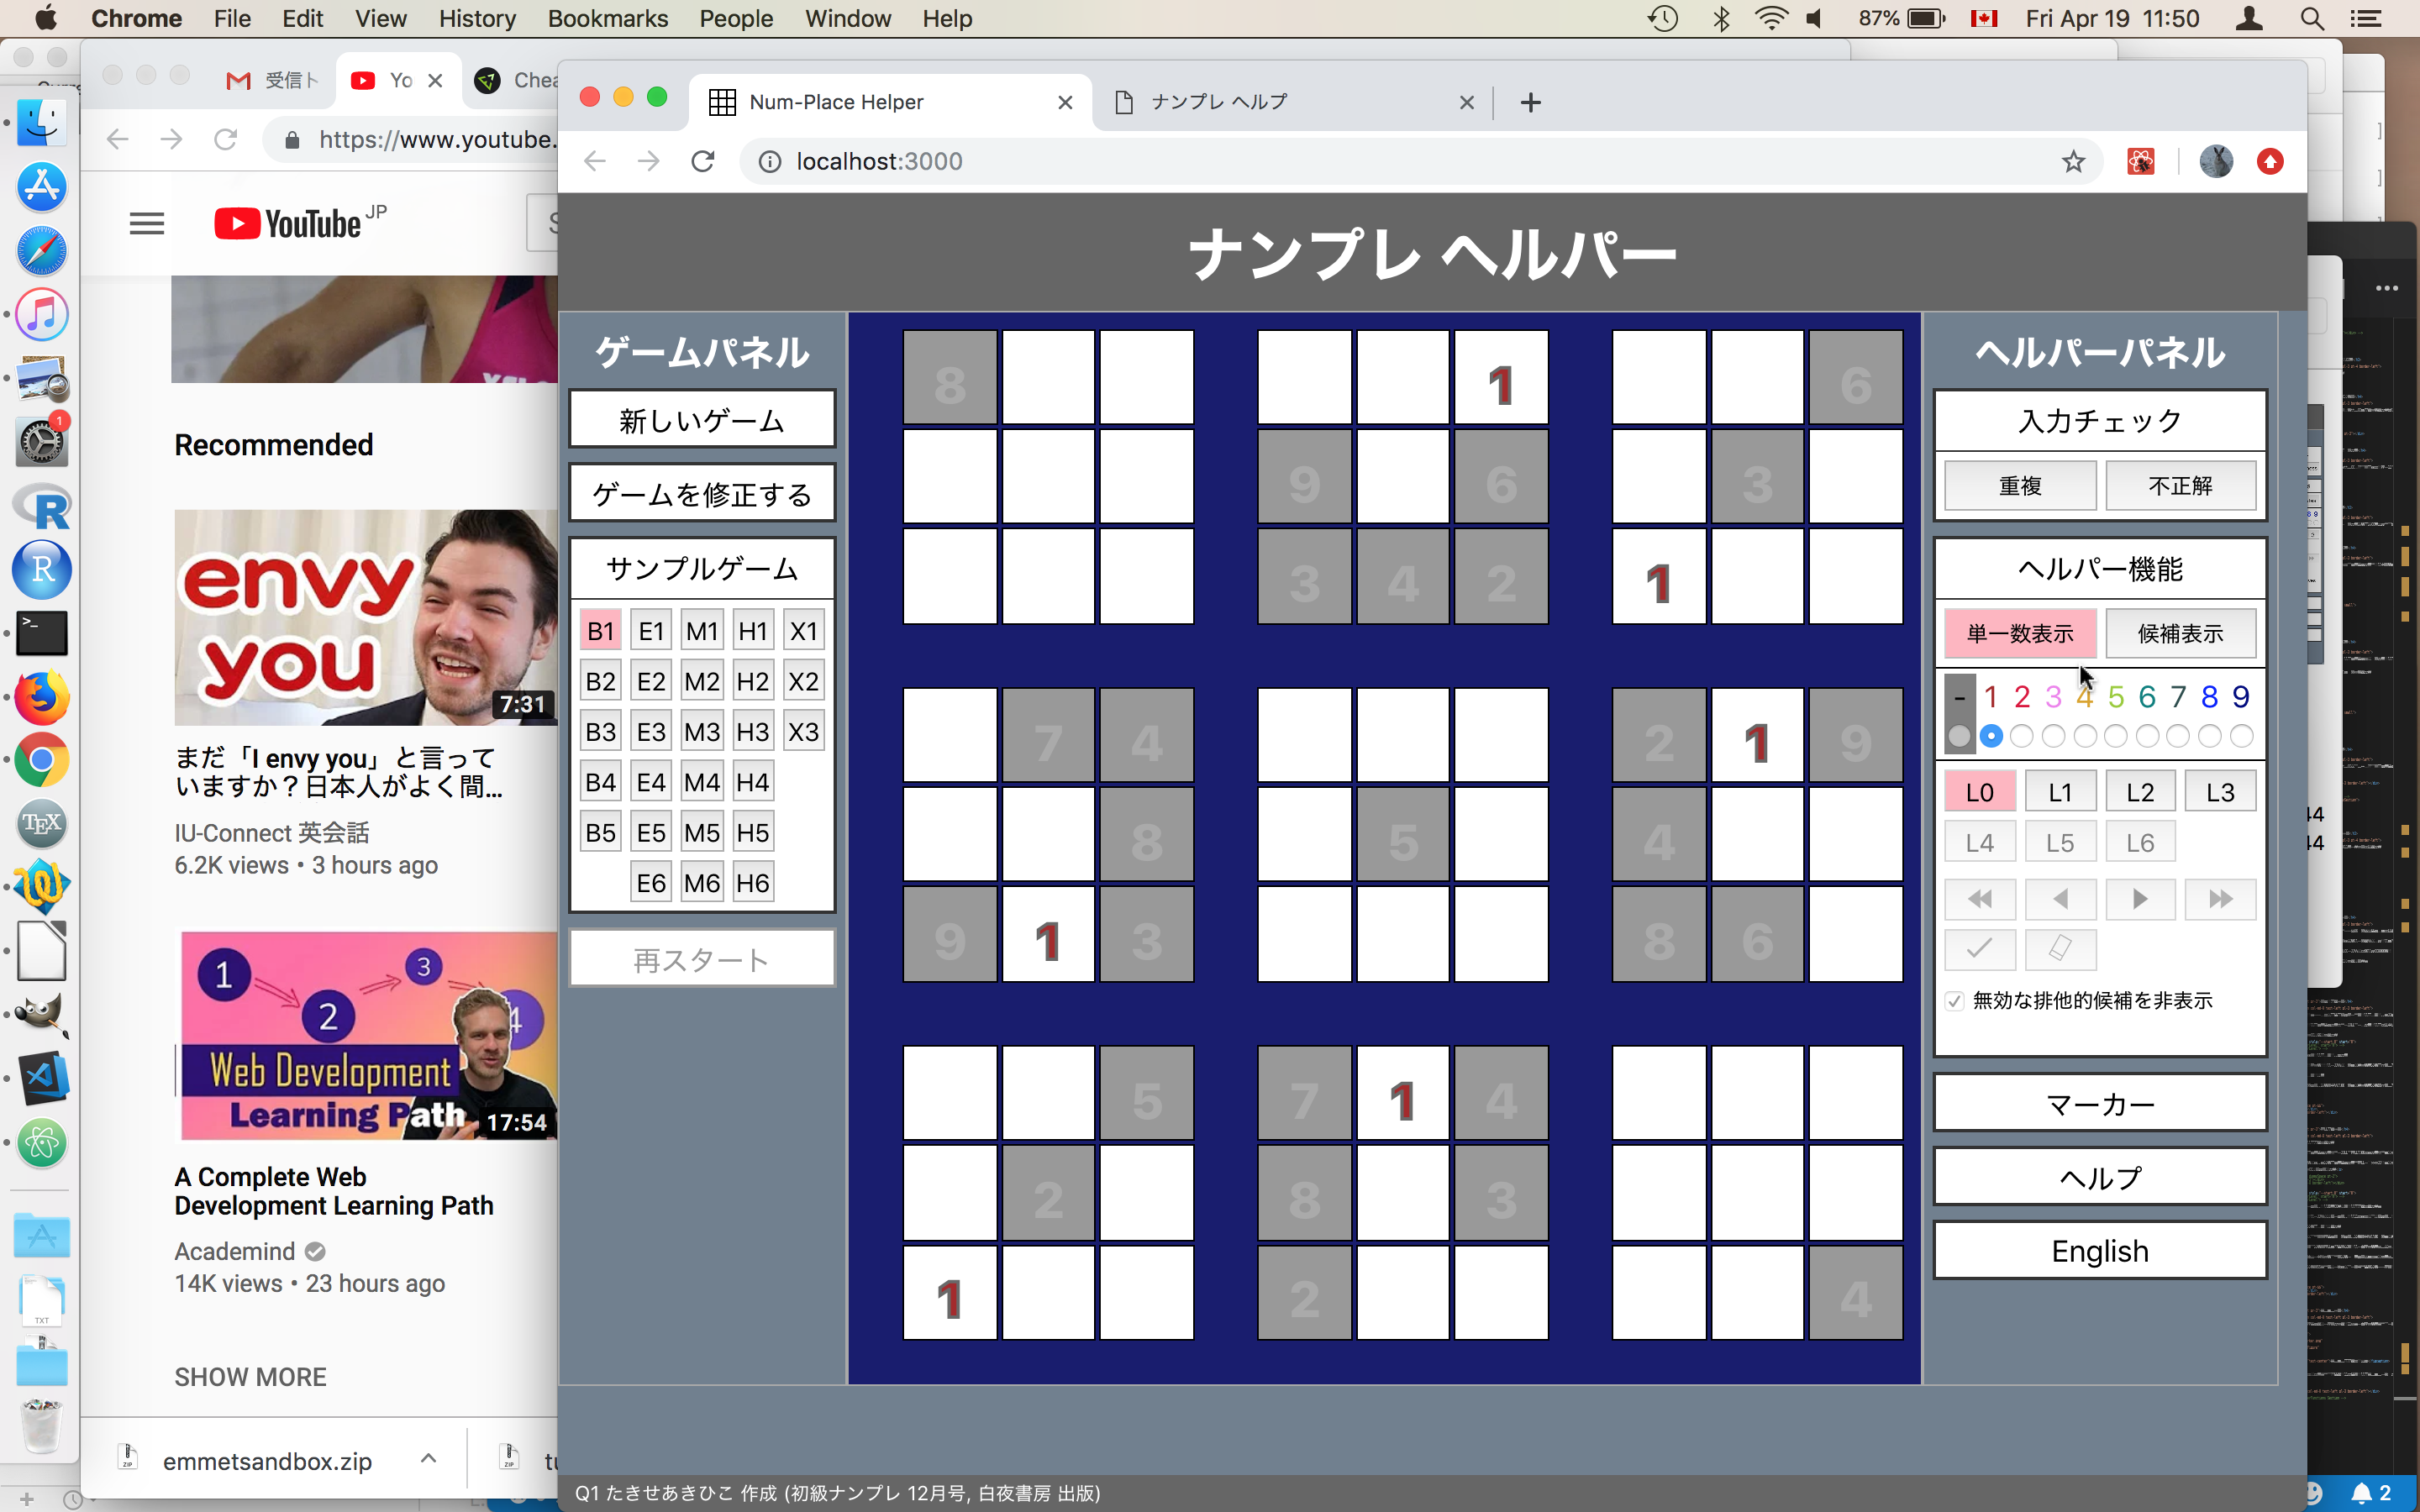 Chrome File Edit View History Bookmarks People Window Help 87% Fri Apr 19 11:50
受信ト Yo Chea
https://www.youtube.
YouTube JP
Recommended
envy
you
7:31
まだ「I envy you」と言って
いますか？日本人がよく間...
IU-Connect 英会話
6.2K views • 3 hours ago
1 2 3 4
Web Development
Learning Path 17:54
A Complete Web
Development Learning Path
Academind
14K views • 23 hours ago
SHOW MORE
emmetsandbox.zip
Num-Place Helper ナンプレ ヘルプ
localhost:3000
ナンプレ ヘルパー
ゲームパネル
新しいゲーム
ゲームを修正する
サンプルゲーム
B1 E1 M1 H1 X1
B2 E2 M2 H2 X2
B3 E3 M3 H3 X3
B4 E4 M4 H4
B5 E5 M5 H5
E6 M6 H6
再スタート
8 1 6
9 6 3
3 4 2 1
7 4 2 1 9
8 5 4
9 1 3 8 6
5 7 1 4
2 8 3
1 2 4
ヘルパーパネル
入力チェック
重複 不正解
ヘルパー機能
単一数表示 候補表示
- 1 2 3 4 5 6 7 8 9
L0 L1 L2 L3
L4 L5 L6
無効な排他的候補を非表示
マーカー
ヘルプ
English
Q1 たきせあきひこ 作成 (初級ナンプレ 12月号, 白夜書房 出版)
1
R
R
TEX
TXT
ZIP
ZIP
44
44
2